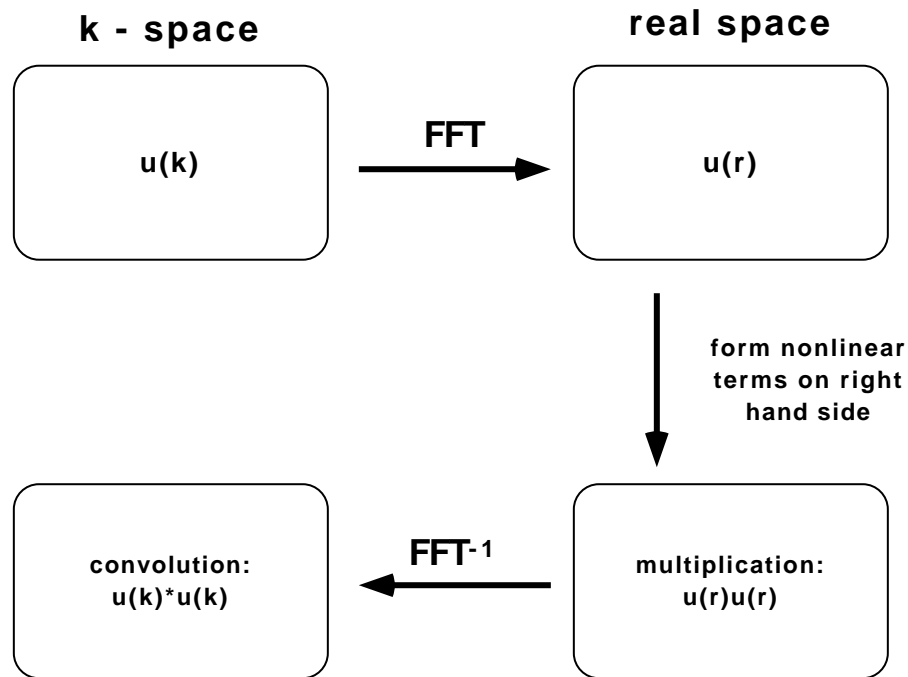 k - space
real space
u(k)
FFT
u(r)
form nonlinear
terms on right
hand side
convolution:
u(k)*u(k)
FFT-1
multiplication:
u(r)u(r)